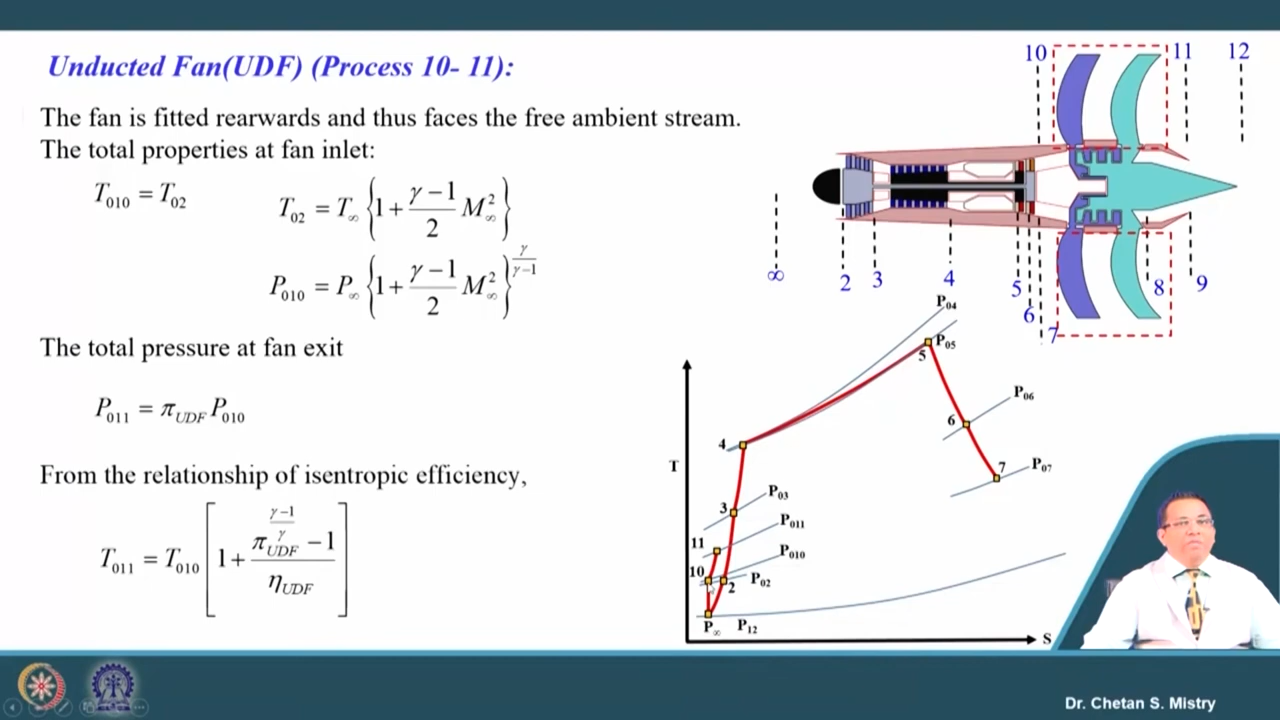 Unducted Fan(UDF) (Process 10- 11):
The fan is fitted rearwards and thus faces the free ambient stream.
The total properties at fan inlet:
T₀₁₀ = T₀₂
T₀₂ = T∞ {1 + (γ−1)/2 M∞²}
P₀₁₀ = P∞ {1 + (γ−1)/2 M∞²}^(γ/(γ−1))
The total pressure at fan exit
P₀₁₁ = π_UDF P₀₁₀
From the relationship of isentropic efficiency,
T₀₁₁ = T₀₁₀ [1 + (π_UDF^((γ−1)/γ) − 1)/η_UDF]
10 11 12
∞ 2 3 4 5 6 7 8 9
P₀₄
5 P₀₅
P₀₆
6
4
T
7 P₀₇
P₀₃
3
P₀₁₁
11
P₀₁₀
10
2 P₀₂
P∞ P₁₂
S
Dr. Chetan S. Mistry